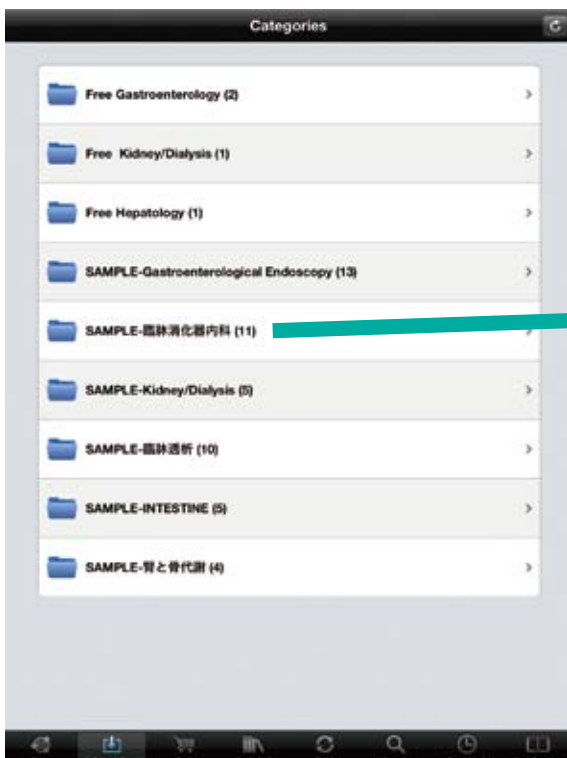 Categories
Free Gastroenterology (2)
Free Kidney/Dialysis (1)
Free Hepatology (1)
SAMPLE-Gastroenterological Endoscopy (13)
SAMPLE-臨牀消化器内科 (11)
SAMPLE-Kidney/Dialysis (5)
SAMPLE-臨牀透析 (10)
SAMPLE-INTESTINE (5)
SAMPLE-腎と骨代謝 (4)